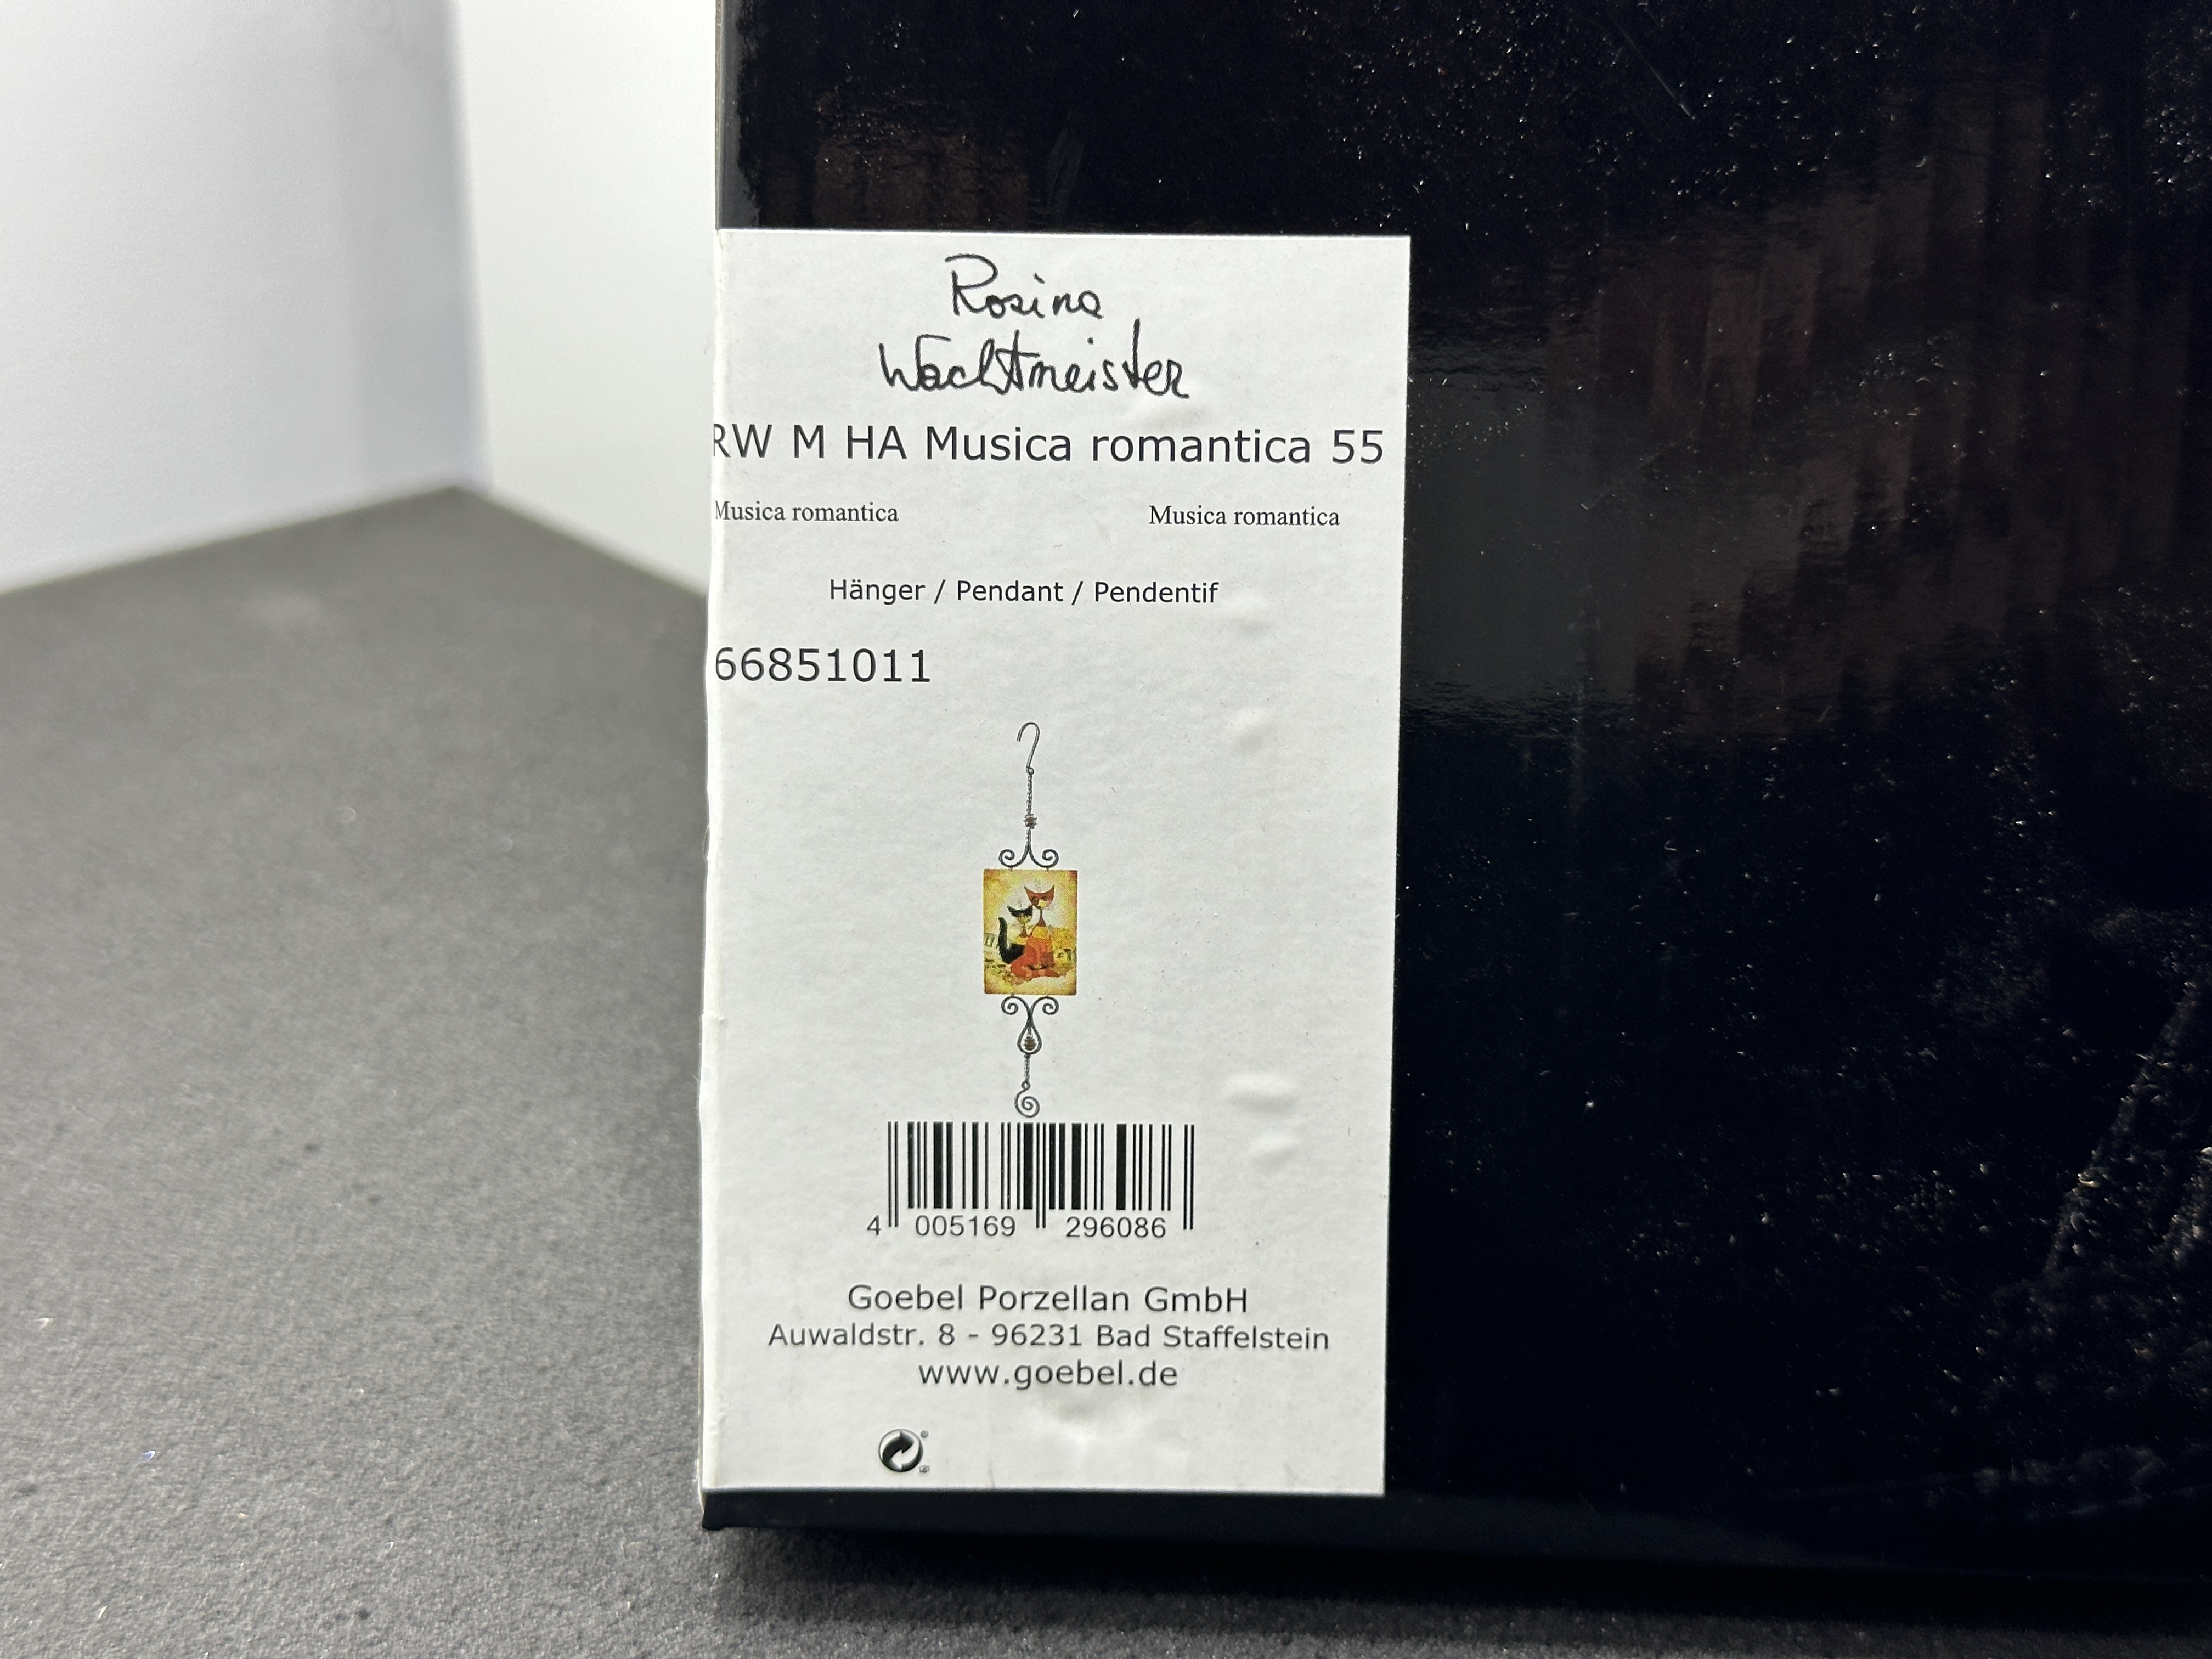 Rosina
Wachtmeister
RW M HA Musica romantica 55
Musica romantica Musica romantica
Hänger / Pendant / Pendentif
66851011
4 005169 296086
Goebel Porzellan GmbH
Auwaldstr. 8 - 96231 Bad Staffelstein
www.goebel.de